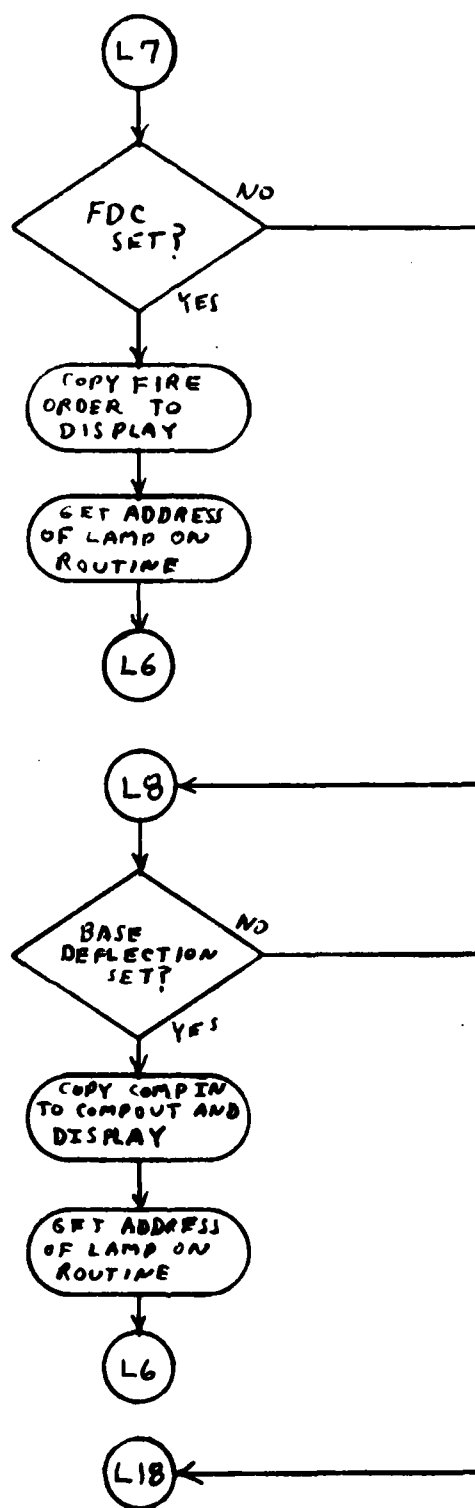 L7
FDC
SET?
NO
YES
COPY FIRE
ORDER TO
DISPLAY
GET ADDRESS
OF LAMP ON
ROUTINE
L6
L8
BASE
DEFLECTION
SET?
NO
YES
COPY COMPIN
TO COMPOUT AND
DISPLAY
GET ADDRESS
OF LAMP ON
ROUTINE
L6
L18